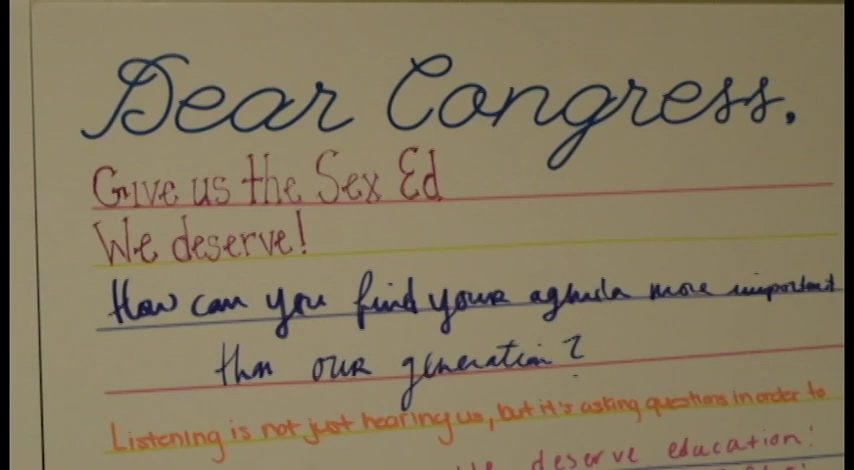 Dear Congress,
Give us the Sex Ed
We deserve!
How can you find your agenda more important
than our generation?
Listening is not just hearing us, but it's asking questions in order to
We deserve education: